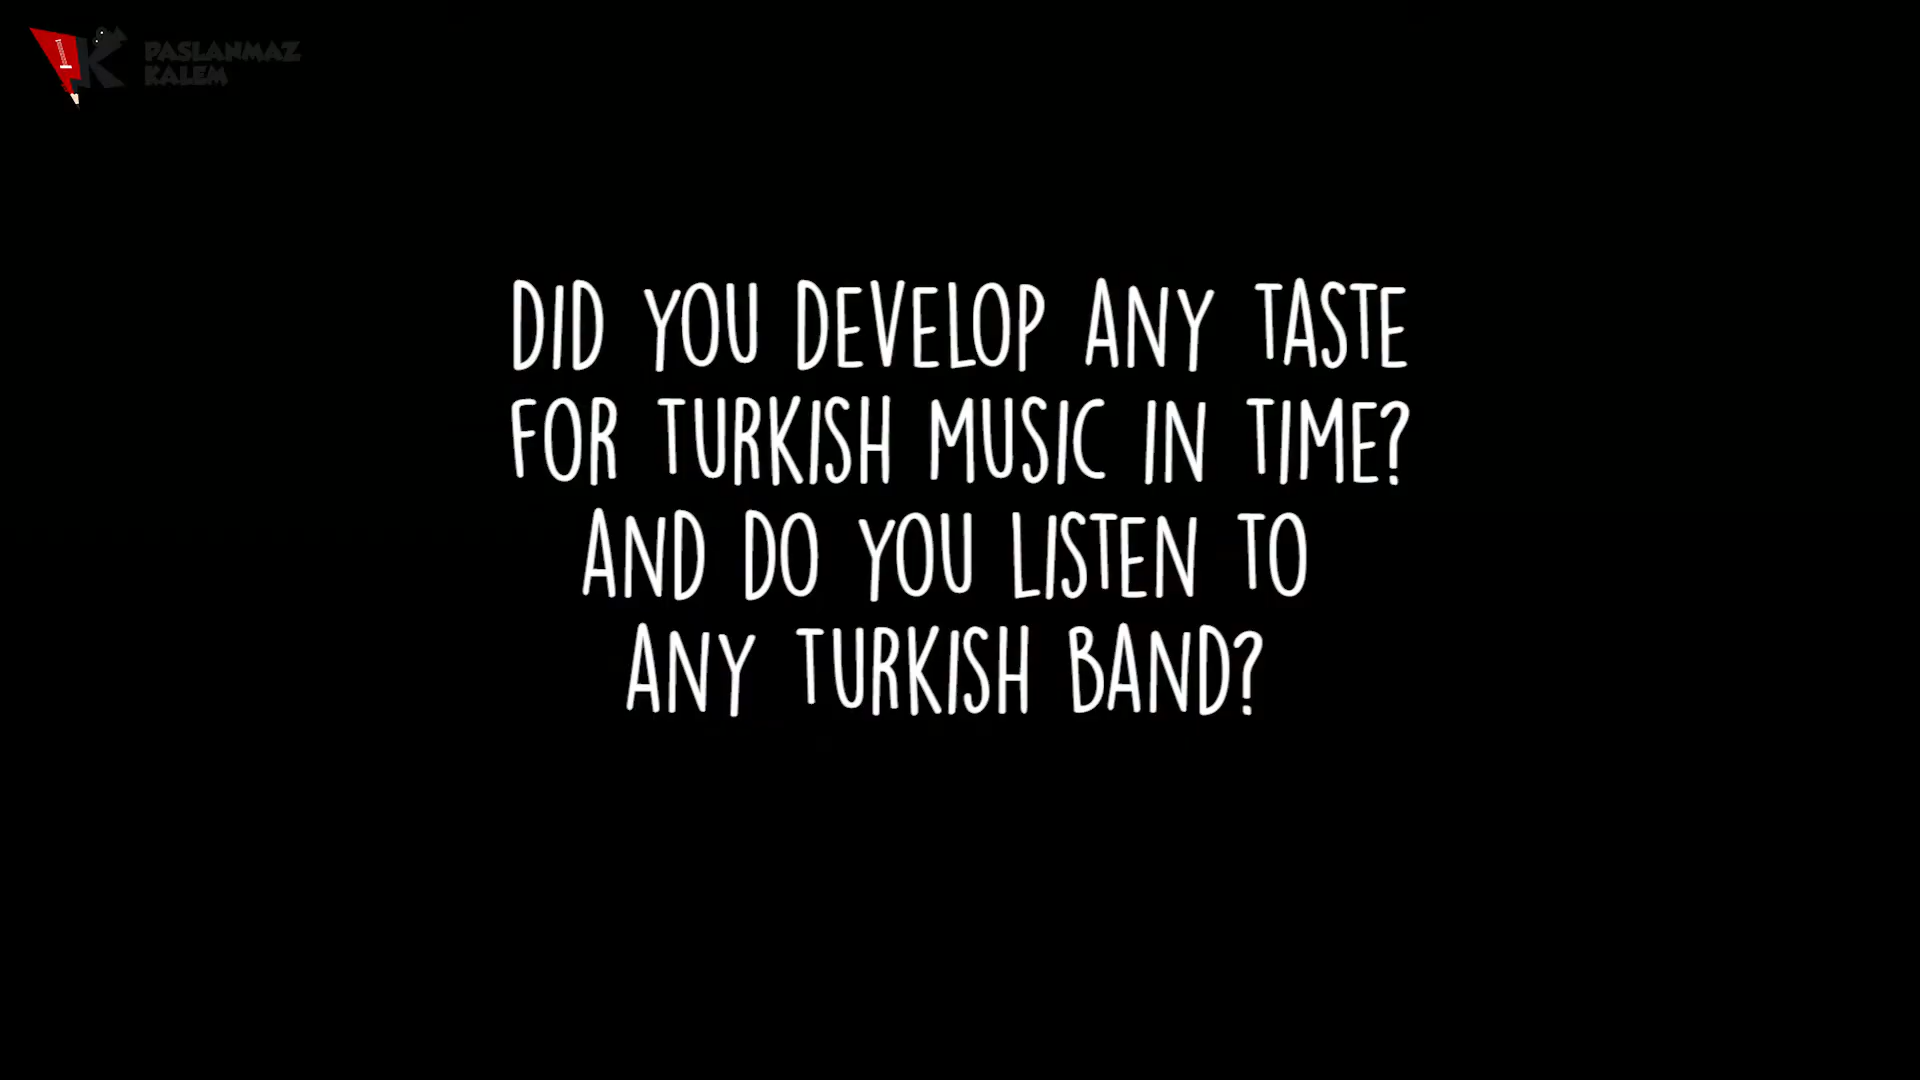 PASLANMAZ
KALEM
DID YOU DEVELOP ANY TASTE
FOR TURKISH MUSIC IN TIME?
AND DO YOU LISTEN TO
ANY TURKISH BAND?